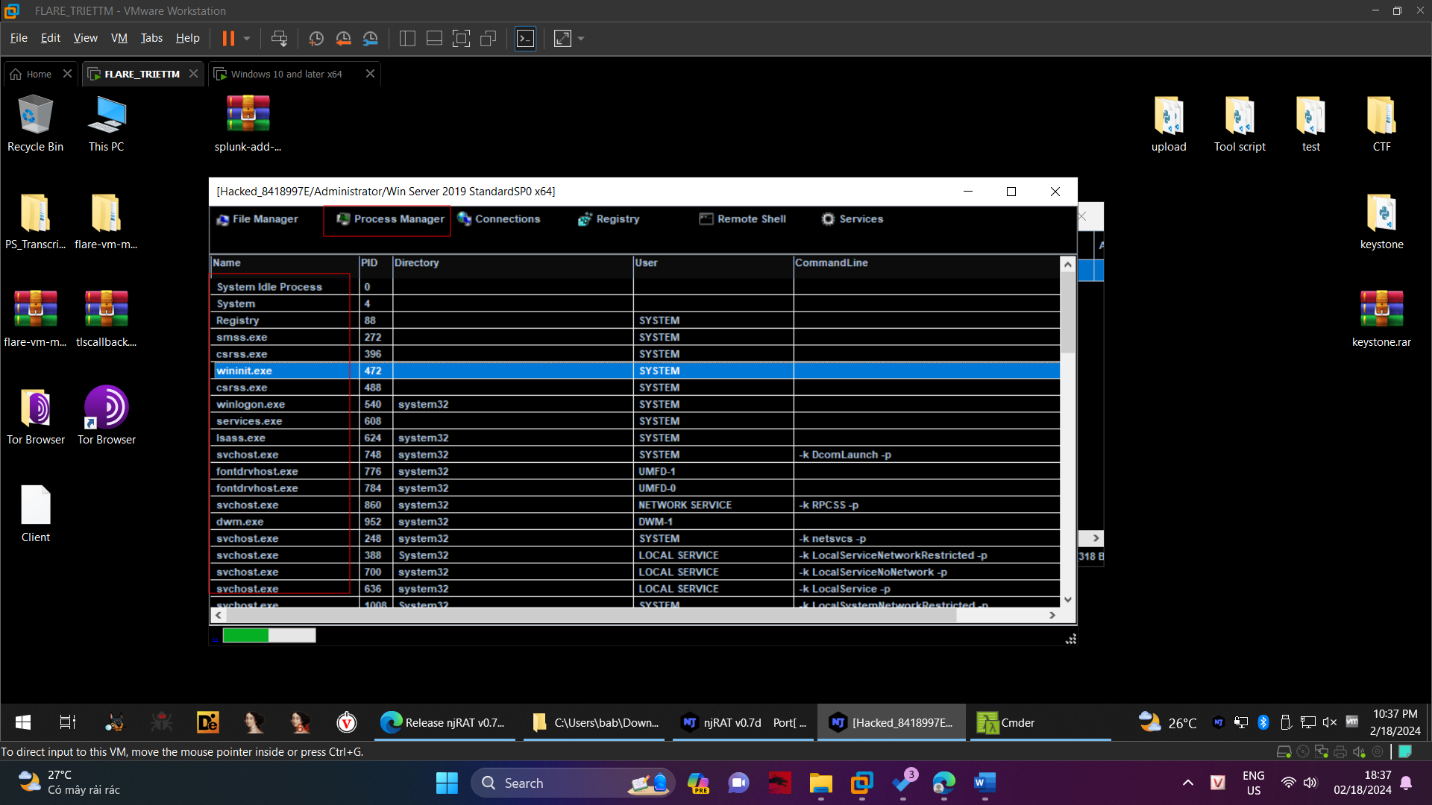 FLARE_TRIETTM - VMware Workstation
File Edit View VM Tabs Help
Home FLARE_TRIETTM Windows 10 and later x64
Recycle Bin
This PC
splunk-add-...
upload
Tool script
test
CTF
[Hacked_8418997E/Administrator/Win Server 2019 StandardSP0 x64]
File Manager Process Manager Connections Registry Remote Shell Services
PS_Transcri...
flare-vm-m...
keystone
Name PID Directory User CommandLine
System Idle Process 0
System 4
Registry 88 SYSTEM
smss.exe 272 SYSTEM
csrss.exe 396 SYSTEM
wininit.exe 472 SYSTEM
csrss.exe 488 SYSTEM
winlogon.exe 540 system32 SYSTEM
services.exe 608 SYSTEM
lsass.exe 624 system32 SYSTEM
svchost.exe 748 system32 SYSTEM -k DcomLaunch -p
fontdrvhost.exe 776 system32 UMFD-1
fontdrvhost.exe 784 system32 UMFD-0
svchost.exe 860 system32 NETWORK SERVICE -k RPCSS -p
dwm.exe 952 system32 DWM-1
svchost.exe 248 system32 SYSTEM -k netsvcs -p
svchost.exe 388 System32 LOCAL SERVICE -k LocalServiceNetworkRestricted -p
svchost.exe 700 system32 LOCAL SERVICE -k LocalServiceNoNetwork -p
svchost.exe 636 system32 LOCAL SERVICE -k LocalService -p
svchost.exe 1008 System32 SYSTEM -k LocalSystemNetworkRestricted -p
318 B
flare-vm-m...
tlscallback....
keystone.rar
Tor Browser
Tor Browser
Client
Release njRAT v0.7...
C:\Users\bab\Down...
njRAT v0.7d Port[ ...
[Hacked_8418997E...
Cmder
26°C
10:37 PM
2/18/2024
To direct input to this VM, move the mouse pointer inside or press Ctrl+G.
27°C
Có mây rải rác
Search
PRE
3
ENG
US
18:37
02/18/2024